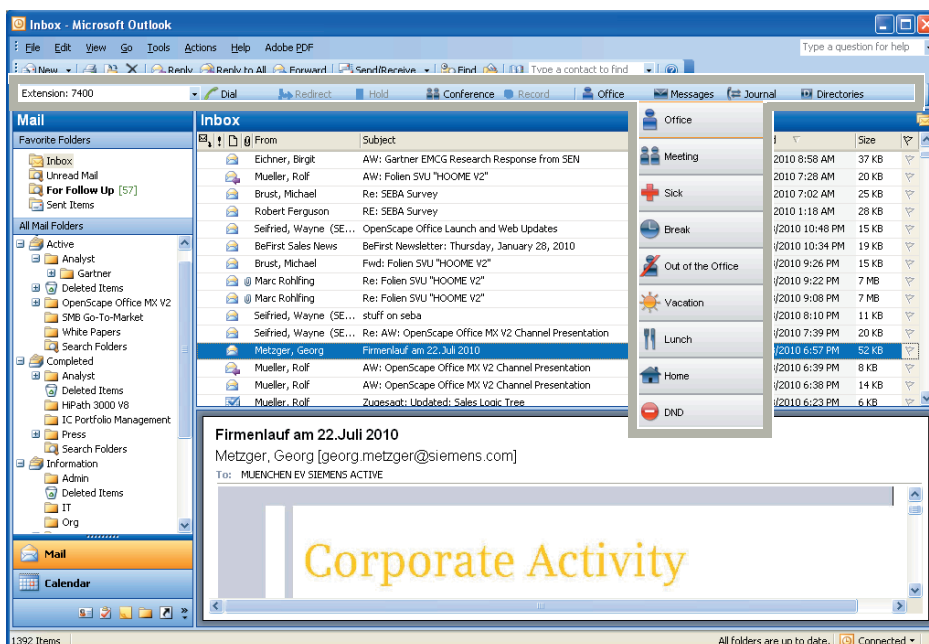 Inbox - Microsoft Outlook
File Edit View Go Tools Actions Help Adobe PDF Type a question for help
New Reply Reply to All Forward Send/Receive Find Type a contact to find
Extension: 7400 Dial Redirect Hold Conference Record Office Messages Journal Directories
Mail
Favorite Folders
Inbox
Unread Mail
For Follow Up [57]
Sent Items
All Mail Folders
Active
Analyst
Gartner
Deleted Items
OpenScape Office MX V2
SMB Go-To-Market
White Papers
Search Folders
Completed
Analyst
Deleted Items
HiPath 3000 V8
IC Portfolio Management
Press
Search Folders
Information
Admin
Deleted Items
IT
Org
Mail
Calendar
Inbox
From Subject Size
Eichner, Birgit AW: Gartner EMCG Research Response from SEN 2010 8:58 AM 37 KB
Mueller, Rolf AW: Folien SVU "HOOME V2" 2010 7:28 AM 20 KB
Brust, Michael Re: SEBA Survey 2010 7:02 AM 25 KB
Robert Ferguson RE: SEBA Survey 2010 1:18 AM 28 KB
Seifried, Wayne (SE... OpenScape Office Launch and Web Updates /2010 10:48 PM 15 KB
BeFirst Sales News BeFirst Newsletter: Thursday, January 28, 2010 /2010 10:34 PM 19 KB
Brust, Michael Fwd: Folien SVU "HOOME V2" /2010 9:26 PM 15 KB
Marc Rohlfing Re: Folien SVU "HOOME V2" /2010 9:22 PM 7 MB
Marc Rohlfing Re: Folien SVU "HOOME V2" /2010 9:08 PM 7 MB
Seifried, Wayne (SE... stuff on seba /2010 8:10 PM 11 KB
Seifried, Wayne (SE... Re: AW: OpenScape Office MX V2 Channel Presentation /2010 7:39 PM 20 KB
Metzger, Georg Firmenlauf am 22.Juli 2010 /2010 6:57 PM 52 KB
Mueller, Rolf AW: OpenScape Office MX V2 Channel Presentation /2010 6:39 PM 8 KB
Mueller, Rolf AW: OpenScape Office MX V2 Channel Presentation /2010 6:38 PM 14 KB
Mueller, Rolf Zugesagt: Updated: Sales Logic Tree /2010 6:23 PM 6 KB
Office
Meeting
Sick
Break
Out of the Office
Vacation
Lunch
Home
DND
Firmenlauf am 22.Juli 2010
Metzger, Georg [georg.metzger@siemens.com]
To: MUENCHEN EV SIEMENS ACTIVE
Corporate Activity
1392 Items All folders are up to date. Connected